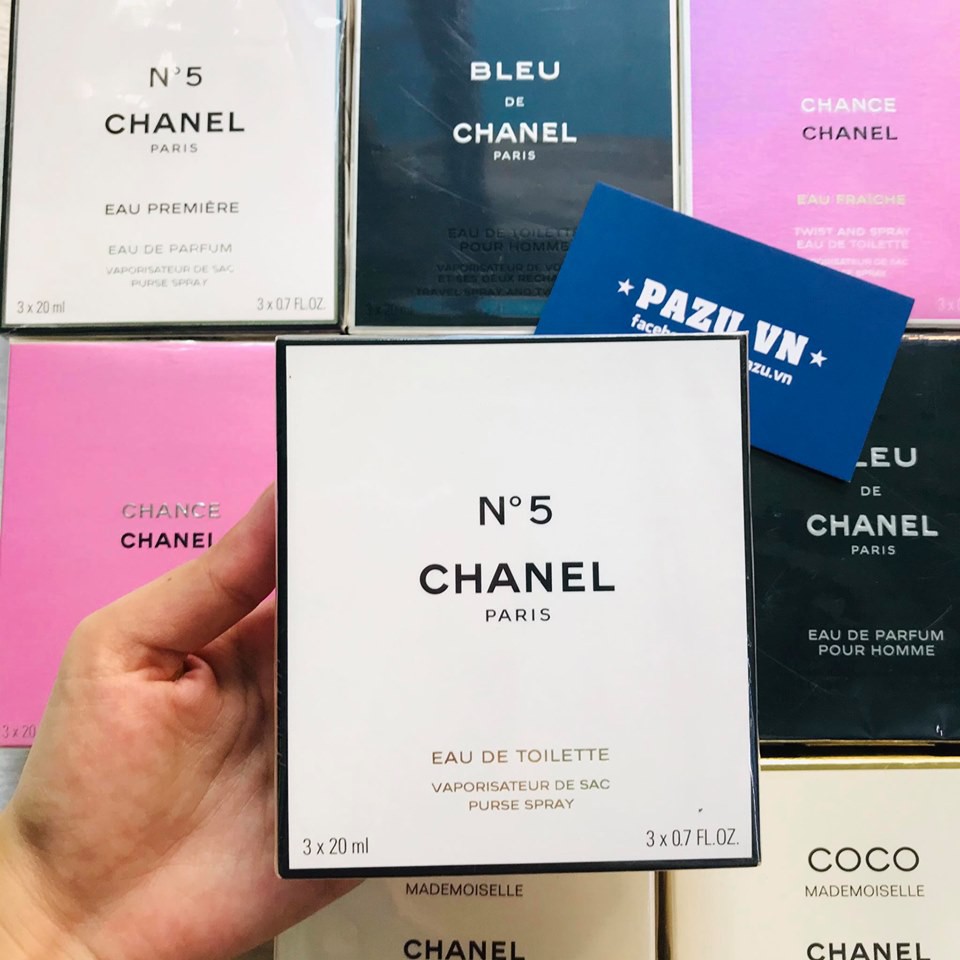 N°5
CHANEL
PARIS
EAU PREMIÈRE
EAU DE PARFUM
VAPORISATEUR DE SAC
PURSE SPRAY
3 x 20 ml
3 x 0.7 FL.OZ.
BLEU
DE
CHANEL
PARIS
EAU DE TOILETTE
POUR HOMME
CHANCE
CHANEL
EAU FRAÎCHE
TWIST AND SPRAY
EAU DE TOILETTE
PAZU.VN
CHANCE
CHANEL
3 x 20
N°5
CHANEL
PARIS
EAU DE TOILETTE
VAPORISATEUR DE SAC
PURSE SPRAY
3 x 20 ml
3 x 0.7 FL.OZ.
DE
CHANEL
PARIS
EAU DE PARFUM
POUR HOMME
MADEMOISELLE
CHANEL
COCO
MADEMOISELLE
CHANEL